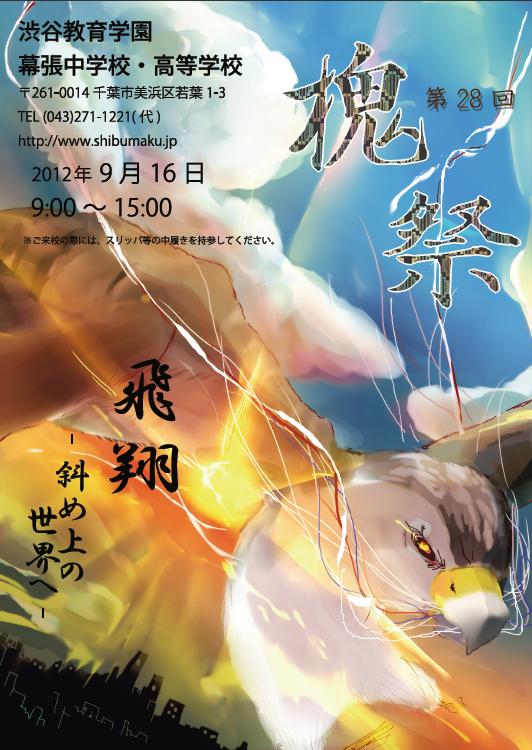 渋谷教育学園
幕張中学校・高等学校
〒261-0014 千葉市美浜区若葉 1-3
TEL (043)271-1221( 代 )
http://www.shibumaku.jp
2012年 9 月 16 日
9:00 〜 15:00
※ご来校の際には、スリッパ等の中履きを持参してください。
第 28 回
槐祭
飛翔
- 斜め上の
世界へ -